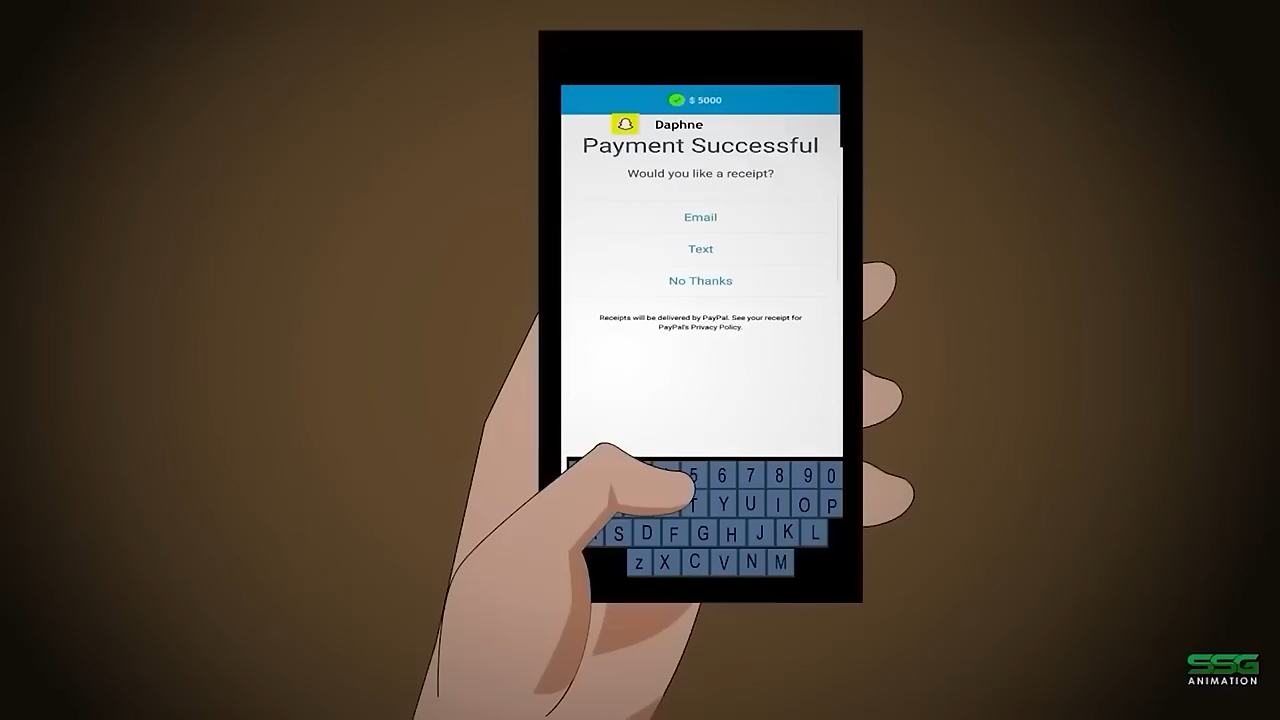 $ 5000
Daphne
Payment Successful
Would you like a receipt?
Email
Text
No Thanks
Receipts will be delivered by PayPal. See your receipt for
PayPal's Privacy Policy.
5 6 7 8 9 0
T Y U I O P
S D F G H J K L
z X C V N M
SSG
ANIMATION